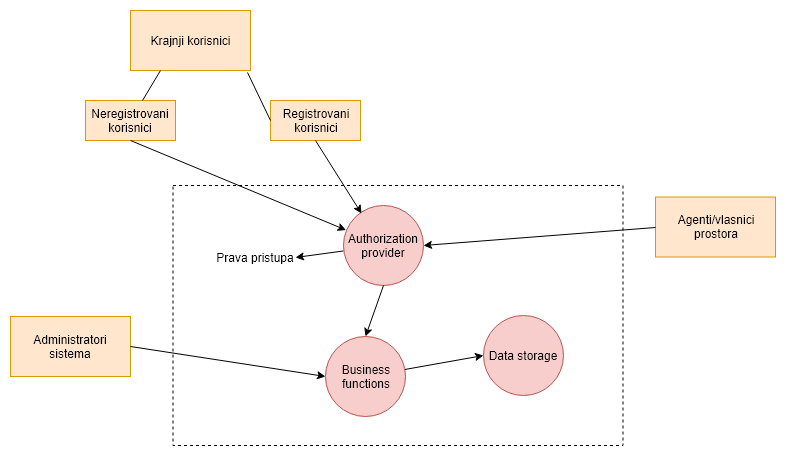 Krajnji korisnici
Neregistrovani
korisnici
Registrovani
korisnici
Agenti/vlasnici
prostora
Authorization
provider
Prava pristupa
Administratori
sistema
Business
functions
Data storage